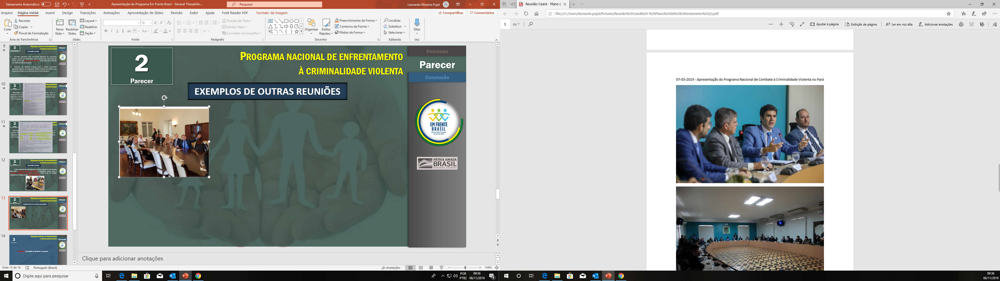 Salvamento Automático
Apresentação do Programa Em Frente Brasil - General Theophilo....
Pesquisar
Leonardo Moreira Pujol
Arquivo Página Inicial Inserir Design Transições Animações Apresentação de Slides Revisão Exibir Ajuda Foxit Reader PDF Formato da Imagem
Compartilhar Comentários
Colar
Recortar
Copiar
Pincel de Formatação
Área de Transferência
Novo Slide
Reutilizar Slides
Layout
Redefinir
Seção
Slides
18
Fonte
Direção do Texto
Alinhar Texto
Converter em SmartArt
Parágrafo
Organizar
Estilos Rápidos
Preenchimento da Forma
Contorno da Forma
Efeitos de Forma
Desenho
Localizar
Substituir
Selecionar
Editando
Ditar
Voz
9
10
11
12
13
14
2
Parecer
PROGRAMA NACIONAL DE ENFRENTAMENTO
À CRIMINALIDADE VIOLENTA
EXEMPLOS DE OUTRAS REUNIÕES
Demanda
Parecer
Conclusão
EM FRENTE
BRASIL
PÁTRIA AMADA
BRASIL
GOVERNO FEDERAL
Clique para adicionar anotações
Slide 13 de 16 Português (Brasil)
Anotações
108%
Digite aqui para pesquisar
POR
PTB2
09:36
06/11/2019
Reunião Ceará - Plano d
file:///C:/Users/leonardo.pujol/Pictures/Reunião%20Ceará%20-%20Plano%20de%20Enfrentamento%20(2).pdf
5 de 7
Ajustar à página Exibição de página Ler em voz alta Adicionar anotações
07-03-2019 - Apresentação do Programa Nacional de Combate à Criminalidade Violenta no Pará
09:36
06/11/2019